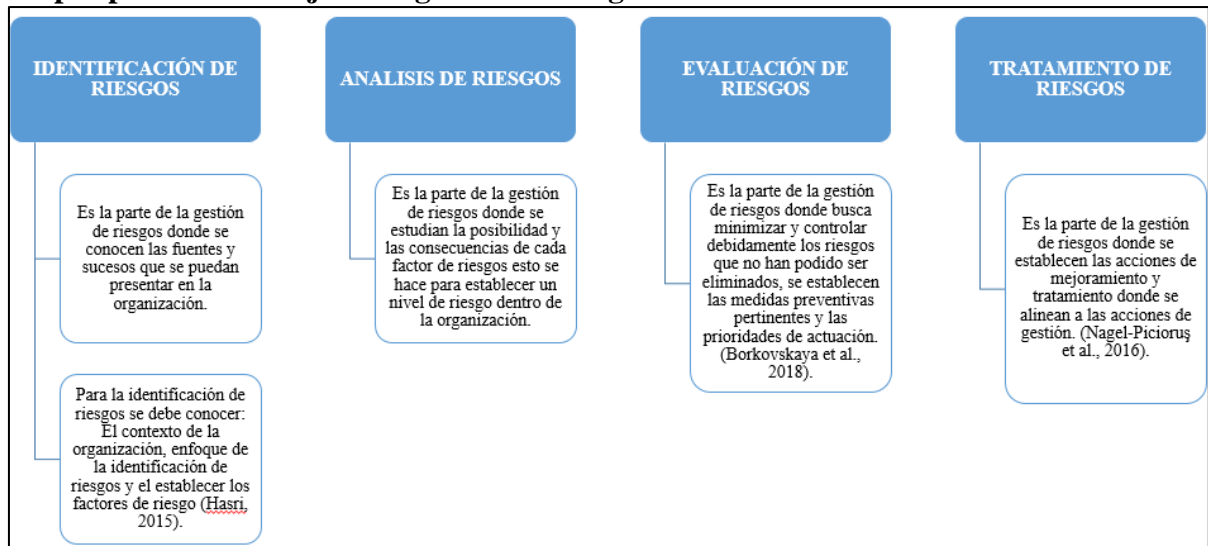 IDENTIFICACIÓN DE
RIESGOS
Es la parte de la gestión
de riesgos donde se
conocen las fuentes y
sucesos que se puedan
presentar en la
organización.
Para la identificación de
riesgos se debe conocer:
El contexto de la
organización, enfoque de
la identificación de
riesgos y el establecer los
factores de riesgo (Hasri,
2015).
ANALISIS DE RIESGOS
Es la parte de la gestión
de riesgos donde se
estudian la posibilidad y
las consecuencias de cada
factor de riesgos esto se
hace para establecer un
nivel de riesgo dentro de
la organización.
EVALUACIÓN DE
RIESGOS
Es la parte de la gestión
de riesgos donde busca
minimizar y controlar
debidamente los riesgos
que no han podido ser
eliminados, se establecen
las medidas preventivas
pertinentes y las
prioridades de actuación.
(Borkovskaya et al.,
2018).
TRATAMIENTO DE
RIESGOS
Es la parte de la gestión
de riesgos donde se
establecen las acciones de
mejoramiento y
tratamiento donde se
alinean a las acciones de
gestión. (Nagel-Picioruş
et al., 2016).